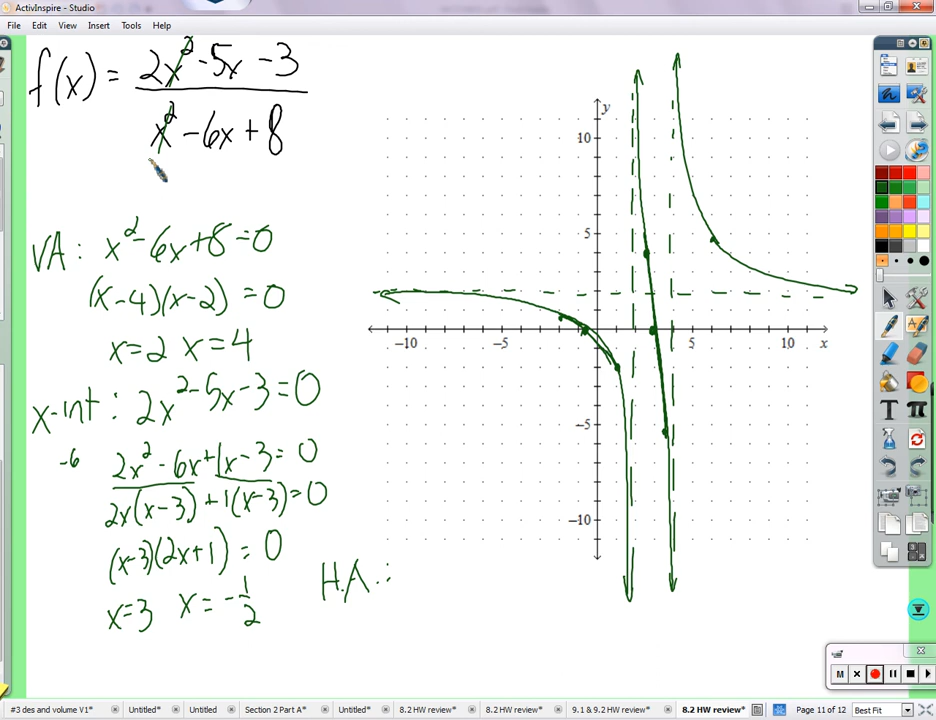 ActivInspire - Studio
File Edit View Insert Tools Help
f(x) = 2x² - 5x - 3
x² - 6x + 8
VA: x² - 6x + 8 = 0
(x-4)(x-2) = 0
x = 2 x = 4
x-int: 2x² - 5x - 3 = 0
-6
2x² - 6x + 1x - 3 = 0
2x(x-3) + 1(x-3) = 0
(x-3)(2x+1) = 0
x = 3 x = -1/2
H.A.:
y
10
5
-10 -5 5 10 x
-5
-10
M
#3 des and volume V1* Untitled* Untitled Section 2 Part A* Untitled* 8.2 HW review* 8.2 HW review* 9.1 & 9.2 HW review* 8.2 HW review* Page 11 of 12 Best Fit